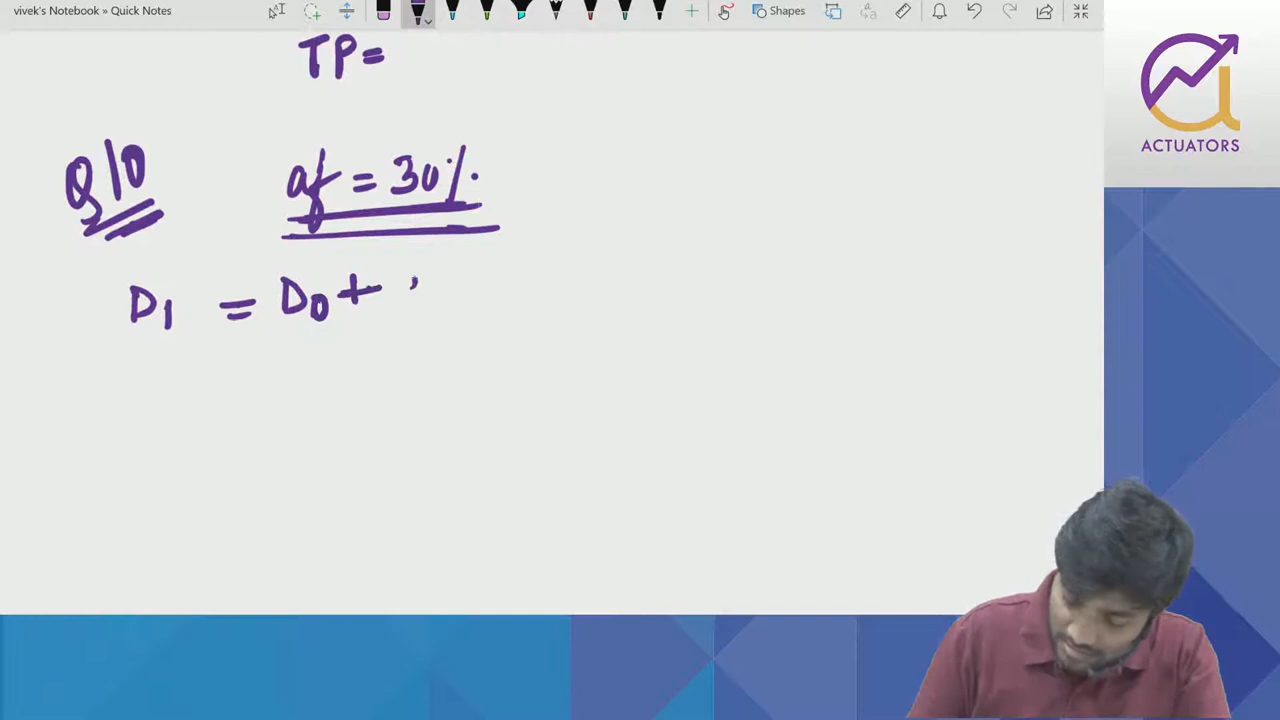 vivek's Notebook » Quick Notes
Shapes
TP =
Q10
af = 30%
D1 = D0 +
ACTUATORS